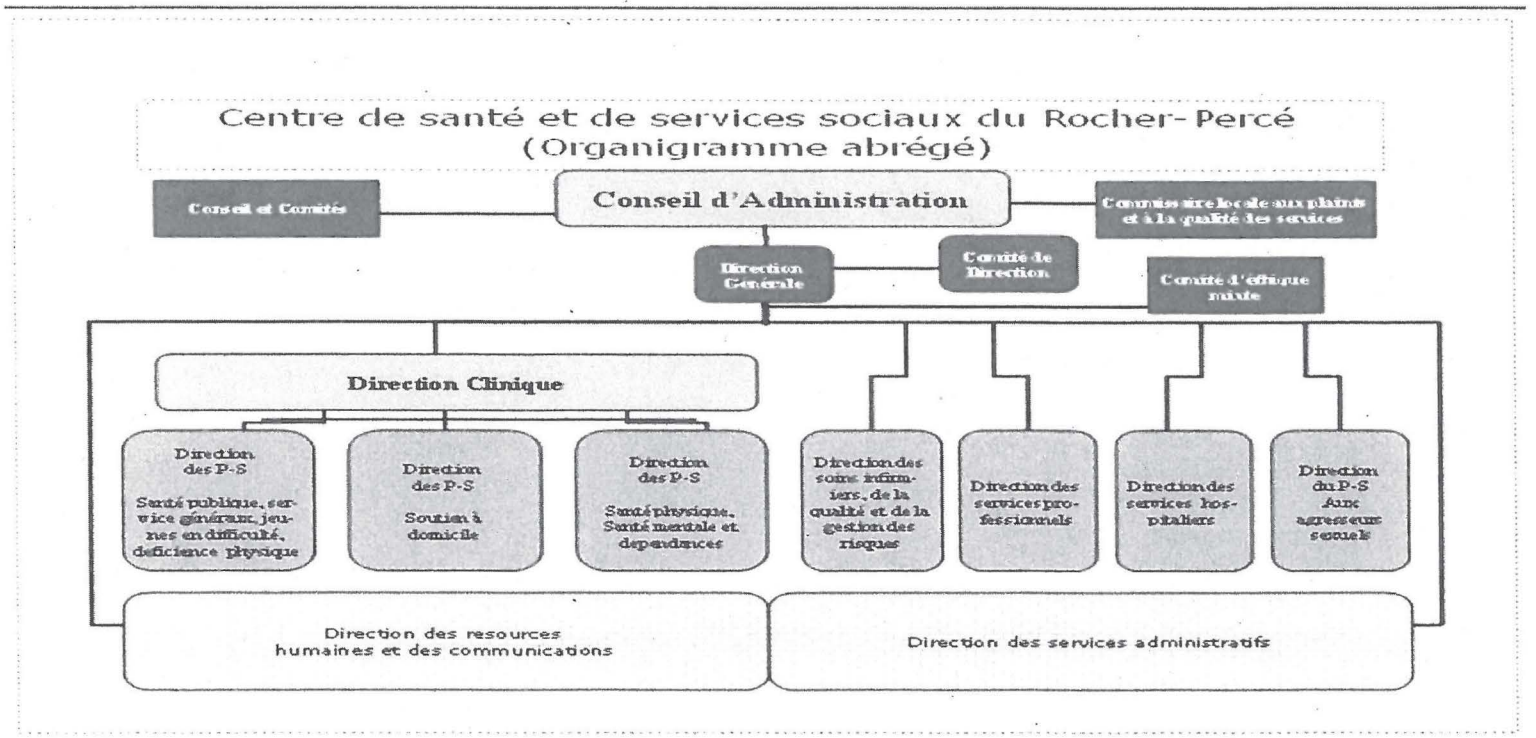 Centre de santé et de services sociaux du Rocher-Percé
(Organigramme abrégé)
Conseil et Comités
Conseil d'Administration
Commissaire locale aux plaints
et à la qualité des services
Direction
Générale
Comité de
Direction
Comité d'éthique
mixte
Direction Clinique
Direction
des P-S
Santé publique, ser-
vice généraux, jeu-
nes en difficulté,
deficience physique
Direction
des P-S
Soutien à
domicile
Direction
des P-S
Santé physique,
Santé mentale et
dependances
Direction des
soins infirm-
iers, de la
qualité et de la
gestion des
risques
Direction des
services pro-
fessionnels
Direction des
services hos-
pitaliers
Direction
du P-S
Aux
agresseurs
sexuels
Direction des resources
humaines et des communications
Direction des services administratifs